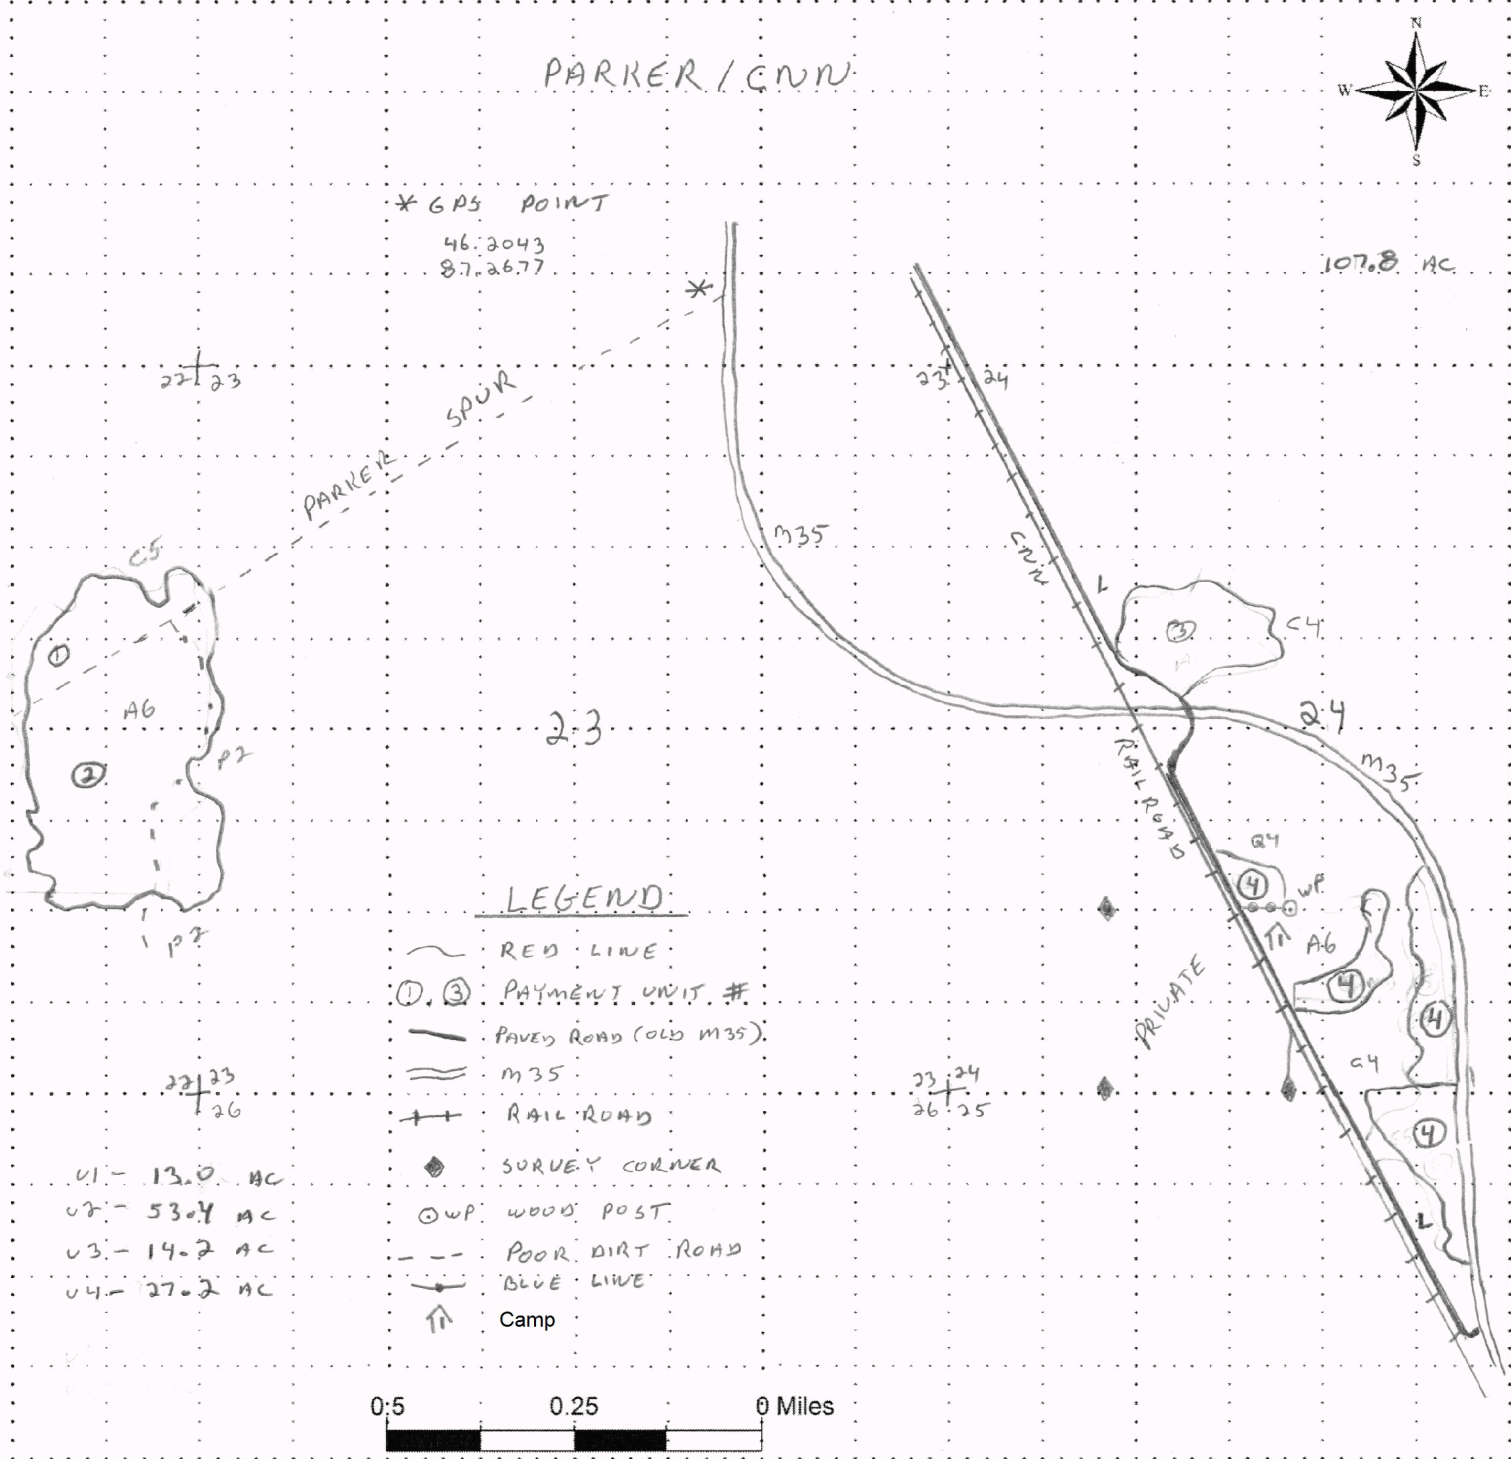 N
PARKER / CNN
W E
S
* GPS POINT
46.2043
87.2677
107.8 AC
22 23
23 24
SPUR
PARKER
M35
CNN
C5
L
3
C4
1
A6
23
24
P2
M35
2
RAIL ROAD
Q4
4
WP
LEGEND
P2
A6
RED LINE
1, 3 PAYMENT UNIT #
4
PRIVATE
4
PAVED ROAD (OLD M35)
M35
22 23
26
23 24
26 25
RAIL ROAD
4
SURVEY CORNER
U1 - 13.0 AC
WP WOOD POST
U2 - 53.4 AC
L
POOR DIRT ROAD
U3 - 14.2 AC
BLUE LINE
U4 - 27.2 AC
Camp
0.5 0.25 0 Miles